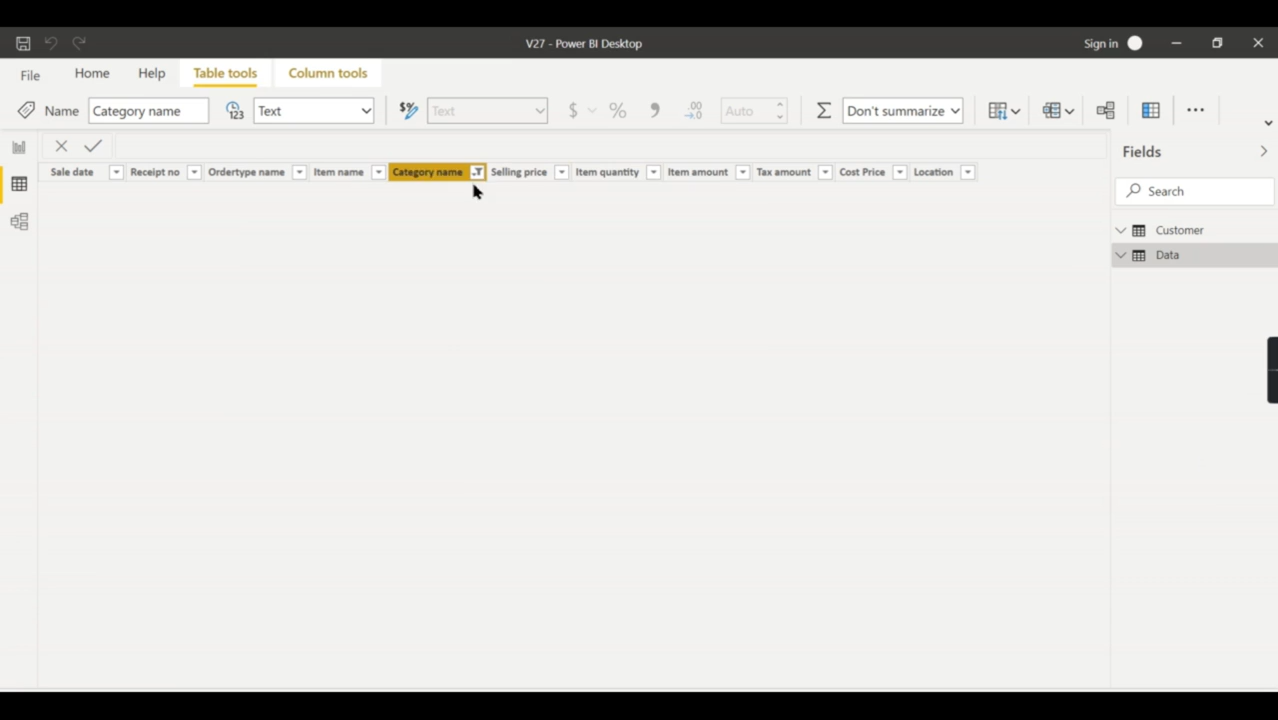 V27 - Power BI Desktop
Sign in
File
Home
Help
Table tools
Column tools
Name
Category name
Text
Text
$
%
Auto
Don't summarize
Sale date
Receipt no
Ordertype name
Item name
Category name
Selling price
Item quantity
Item amount
Tax amount
Cost Price
Location
Fields
Search
Customer
Data